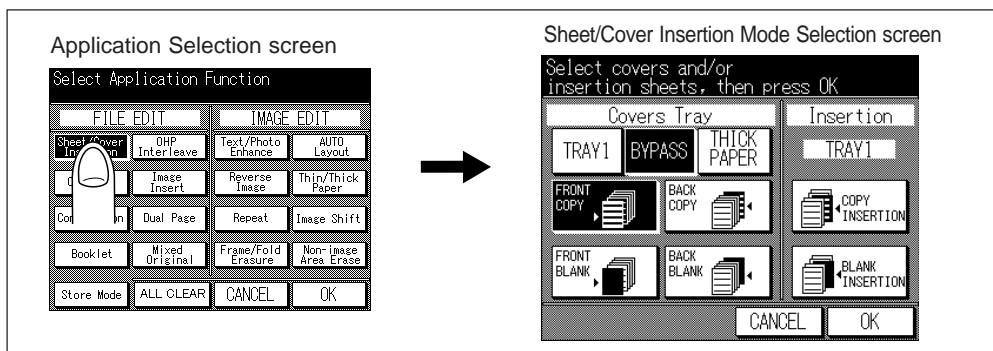 Application Selection screen
Select Application Function
FILE EDIT
IMAGE EDIT
Sheet/Cover
OHP
Interleave
Text/Photo
Enhance
AUTO
Layout
Image
Insert
Reverse
Image
Thin/Thick
Paper
Dual Page
Repeat
Image Shift
Booklet
Mixed
Original
Frame/Fold
Erasure
Non-image
Area Erase
Store Mode
ALL CLEAR
CANCEL
OK
Sheet/Cover Insertion Mode Selection screen
Select covers and/or
insertion sheets, then press OK
Covers Tray
Insertion
TRAY1
BYPASS
THICK
PAPER
TRAY1
FRONT
COPY
BACK
COPY
COPY
INSERTION
FRONT
BLANK
BACK
BLANK
BLANK
INSERTION
CANCEL
OK